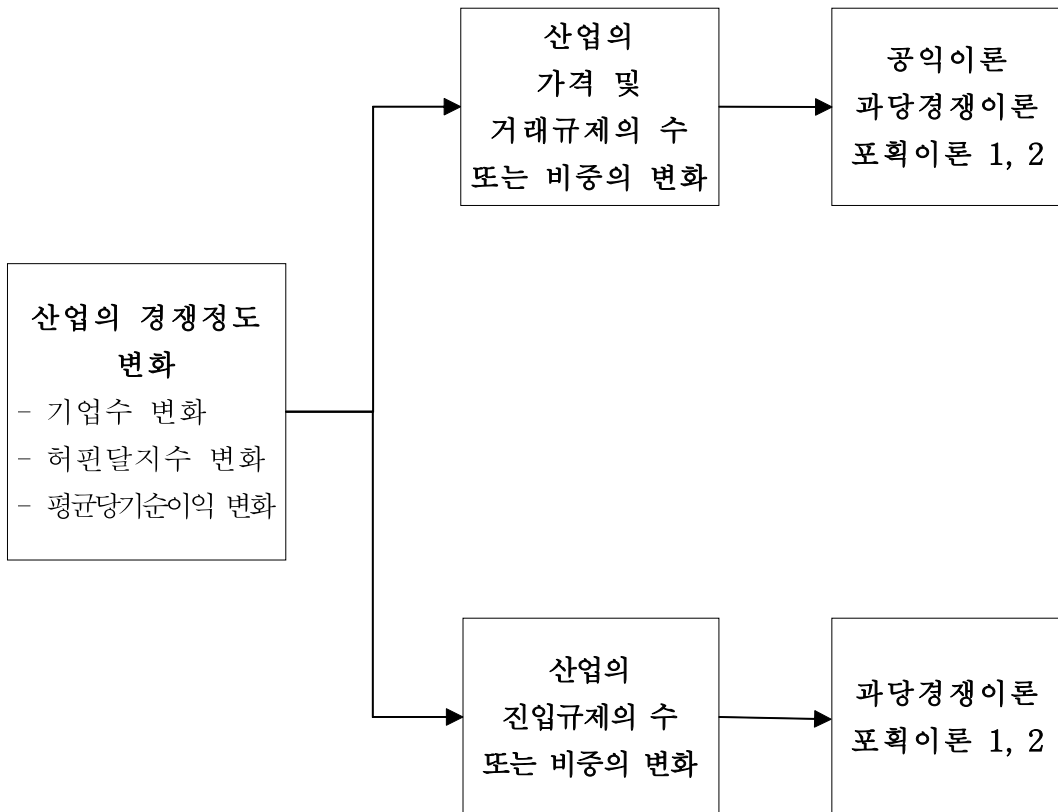 산업의
가격 및
거래규제의 수
또는 비중의 변화
공익이론
과당경쟁이론
포획이론 1, 2
산업의 경쟁정도
변화
- 기업수 변화
- 허핀달지수 변화
- 평균당기순이익 변화
산업의
진입규제의 수
또는 비중의 변화
과당경쟁이론
포획이론 1, 2